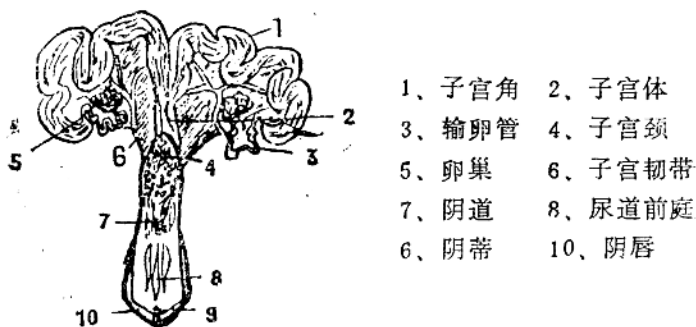 1
2
3
4
5
6
7
8
9
10
1、子宫角 2、子宫体
3、输卵管 4、子宫颈
5、卵巢 6、子宫韧带
7、阴道 8、尿道前庭
6、阴蒂 10、阴唇